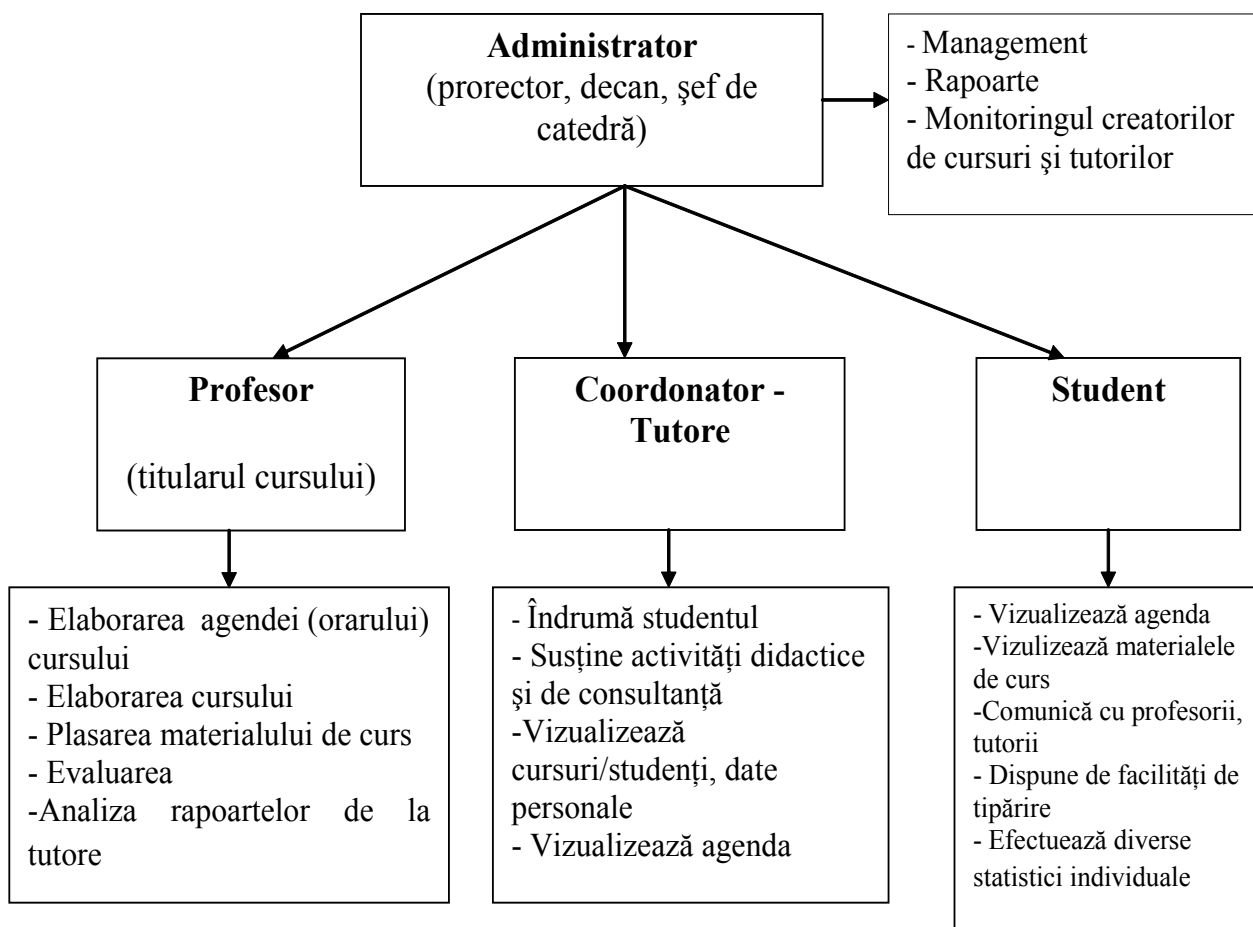 Administrator
(prorector, decan, şef de
catedră)
- Management
- Rapoarte
- Monitoringul creatorilor
de cursuri şi tutorilor
Profesor
(titularul cursului)
Coordonator -
Tutore
Student
- Elaborarea agendei (orarului)
cursului
- Elaborarea cursului
- Plasarea materialului de curs
- Evaluarea
-Analiza rapoartelor de la
tutore
- Îndrumă studentul
- Susține activități didactice
şi de consultanță
-Vizualizează
cursuri/studenți, date
personale
- Vizualizează agenda
- Vizualizează agenda
-Vizulizează materialele
de curs
-Comunică cu profesorii,
tutorii
- Dispune de facilități de
tipărire
- Efectuează diverse
statistici individuale